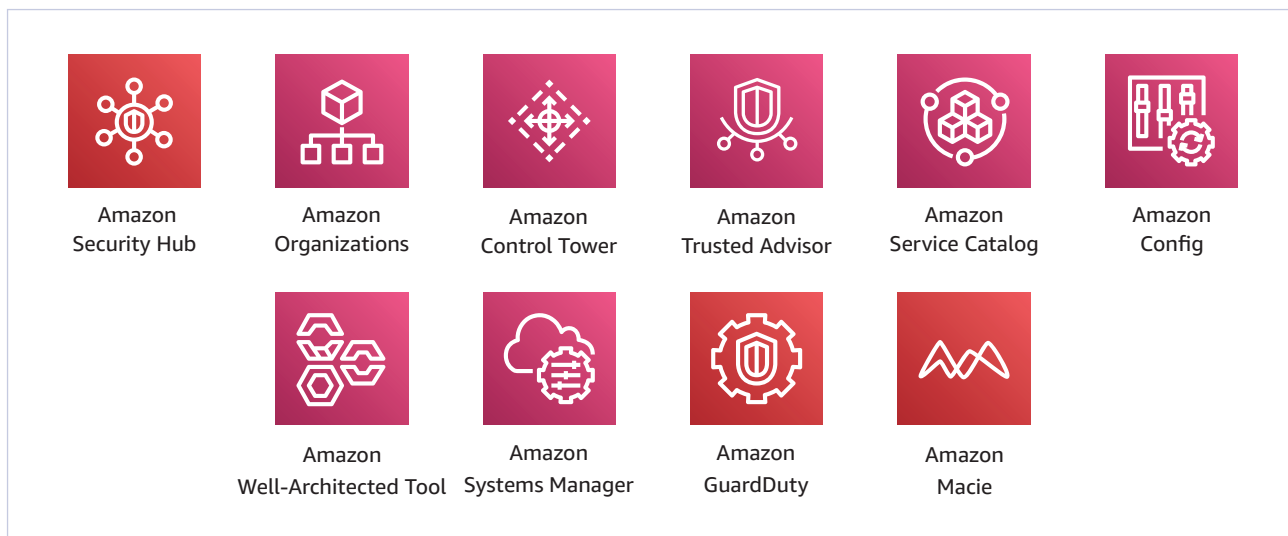 Amazon
Security Hub
Amazon
Organizations
Amazon
Control Tower
Amazon
Trusted Advisor
Amazon
Service Catalog
Amazon
Config
Amazon
Well-Architected Tool
Amazon
Systems Manager
Amazon
GuardDuty
Amazon
Macie